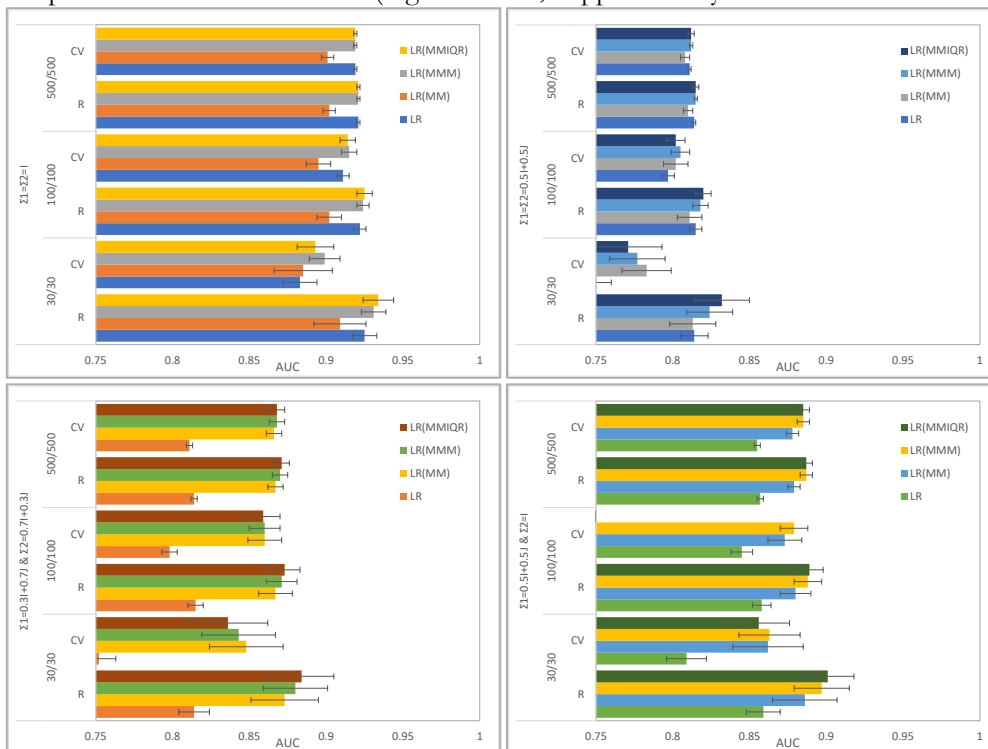 Σ1=Σ2=I
500/500
CV
R
100/100
CV
R
30/30
CV
R
LR(MMIQR)
LR(MMM)
LR(MM)
LR
0.75 0.8 0.85 0.9 0.95 1
AUC
Σ1=Σ2=0.5I+0.5J
500/500
CV
R
100/100
CV
R
30/30
CV
R
LR(MMIQR)
LR(MMM)
LR(MM)
LR
0.75 0.8 0.85 0.9 0.95 1
AUC
Σ1=0.3I+0.7J & Σ2=0.7I+0.3J
500/500
CV
R
100/100
CV
R
30/30
CV
R
LR(MMIQR)
LR(MMM)
LR(MM)
LR
0.75 0.8 0.85 0.9 0.95 1
AUC
Σ1=0.5I+0.5J & Σ2=I
500/500
CV
R
100/100
CV
R
30/30
CV
R
LR(MMIQR)
LR(MMM)
LR(MM)
LR
0.75 0.8 0.85 0.9 0.95 1
AUC